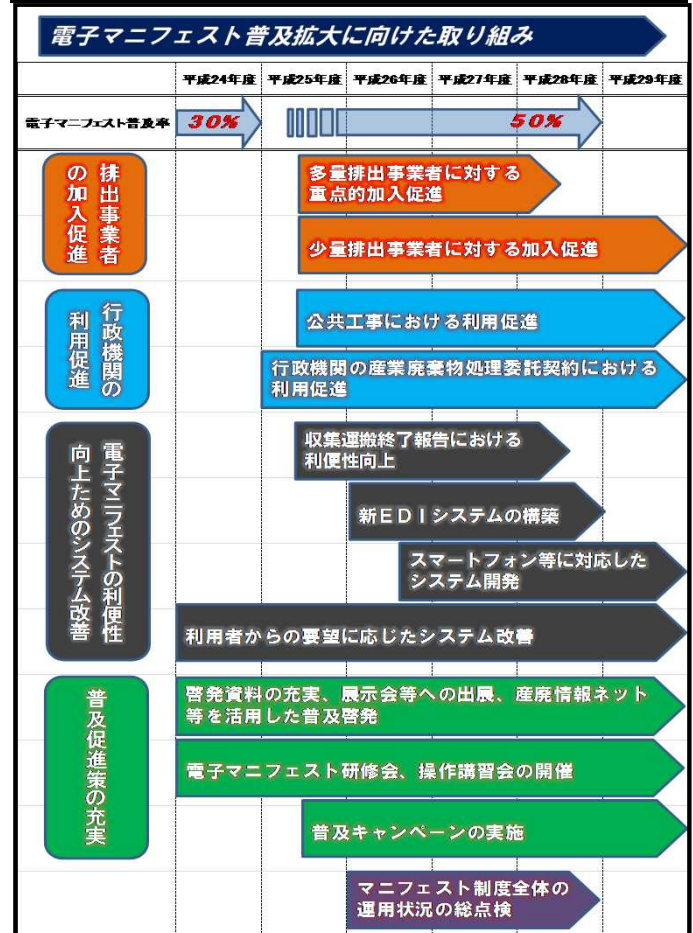 電子マニフェスト普及拡大に向けた取り組み
平成24年度 平成25年度 平成26年度 平成27年度 平成28年度 平成29年度
電子マニフェスト普及率 30% 50%
排出事業者
の加入促進
多量排出事業者に対する
重点的加入促進
少量排出事業者に対する加入促進
行政機関の
利用促進
公共工事における利用促進
行政機関の産業廃棄物処理委託契約における
利用促進
電子マニフェストの利便性
向上ためのシステム改善
収集運搬終了報告における
利便性向上
新EDIシステムの構築
スマートフォン等に対応した
システム開発
利用者からの要望に応じたシステム改善
普及促進策の充実
啓発資料の充実、展示会等への出展、産廃情報ネット
等を活用した普及啓発
電子マニフェスト研修会、操作講習会の開催
普及キャンペーンの実施
マニフェスト制度全体の
運用状況の総点検